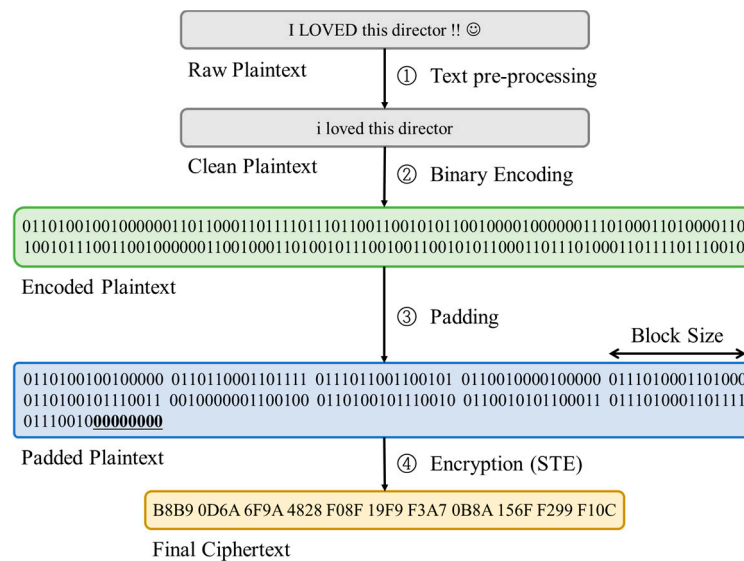 I LOVED this director !! ☺
Raw Plaintext
① Text pre-processing
i loved this director
Clean Plaintext
② Binary Encoding
011010010010000001101100011011110111011001100101011001000010000001110100011010000110
100101110011001000000110010001101001011100100110010101100011011101000110111101110010
Encoded Plaintext
③ Padding
Block Size
0110100100100000 0110110001101111 0111011001100101 0110010000100000 0111010001101000
0110100101110011 0010000001100100 0110100101110010 0110010101100011 0111010001101111
0111001000000000
Padded Plaintext
④ Encryption (STE)
B8B9 0D6A 6F9A 4828 F08F 19F9 F3A7 0B8A 156F F299 F10C
Final Ciphertext